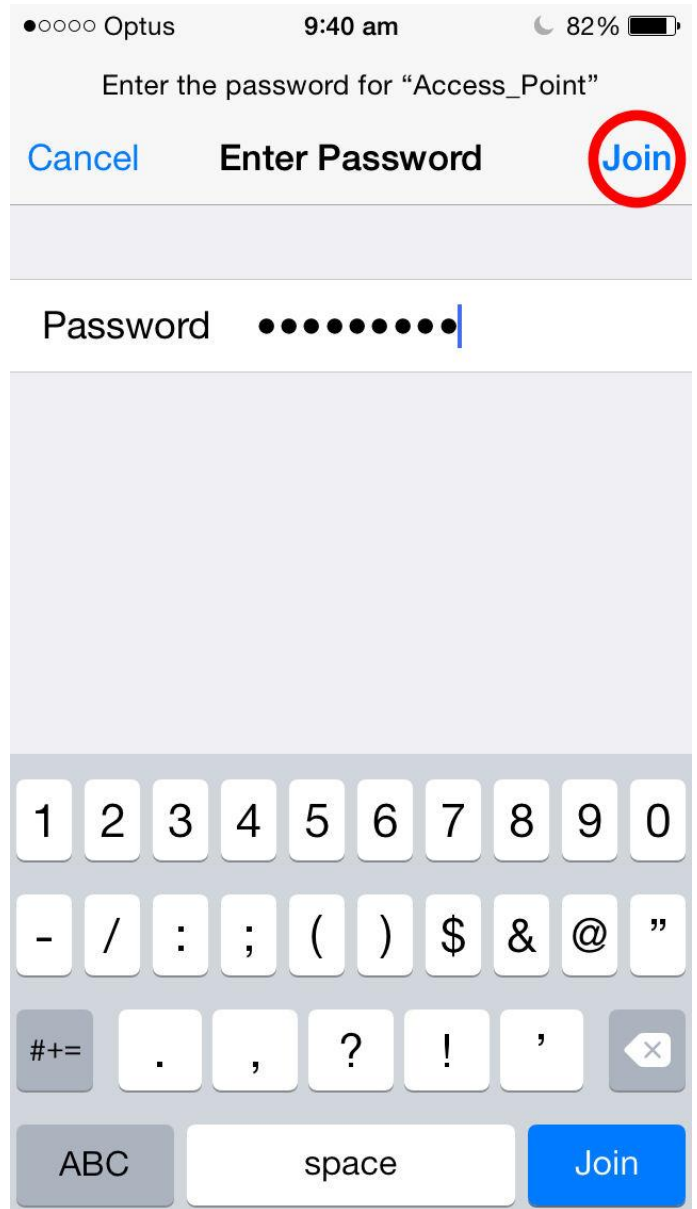 ●○○○○ Optus 9:40 am 82%
Enter the password for “Access_Point”
Cancel Enter Password Join
Password ●●●●●●●●●
1 2 3 4 5 6 7 8 9 0
- / : ; ( ) $ & @ ”
#+= . , ? ! ’
ABC space Join